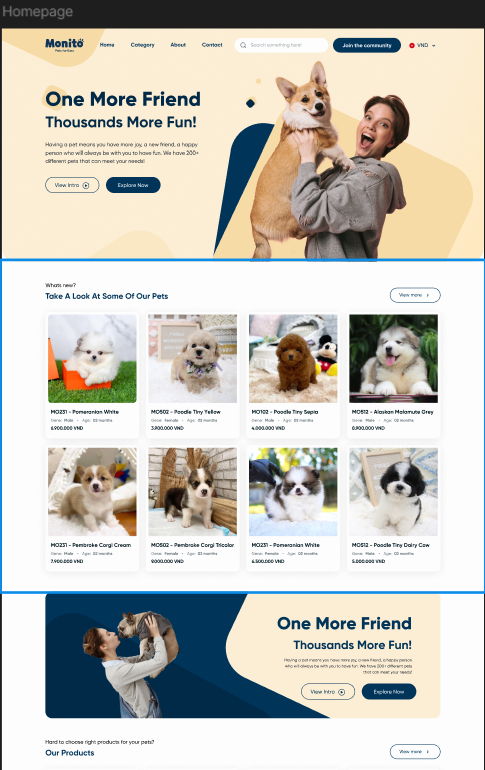 Homepage
Monito
Pets for Best
Home Category About Contact Search something here! Join the community VND
One More Friend
Thousands More Fun!
Having a pet means you have more joy, a new friend, a happy
person who will always be with you to have fun. We have 200+
different pets that can meet your needs!
View Intro Explore Now
Whats new?
Take A Look At Some Of Our Pets
View more
MO231 - Pomeranian White
Gene: Male • Age: 02 months
6.900.000 VND
MO502 - Poodle Tiny Yellow
Gene: Female • Age: 02 months
3.900.000 VND
MO102 - Poodle Tiny Sepia
Gene: Male • Age: 02 months
4.000.000 VND
MO512 - Alaskan Malamute Grey
Gene: Male • Age: 02 months
8.900.000 VND
MO231 - Pembroke Corgi Cream
Gene: Male • Age: 02 months
7.900.000 VND
MO502 - Pembroke Corgi Tricolor
Gene: Female • Age: 02 months
9.000.000 VND
MO231 - Pomeranian White
Gene: Female • Age: 02 months
6.500.000 VND
MO512 - Poodle Tiny Dairy Cow
Gene: Male • Age: 02 months
5.000.000 VND
One More Friend
Thousands More Fun!
Having a pet means you have more joy, a new friend, a happy
person who will always be with you to have fun. We have 200+ different pets
that can meet your needs!
View Intro Explore Now
Hard to choose right products for your pets?
Our Products
View more